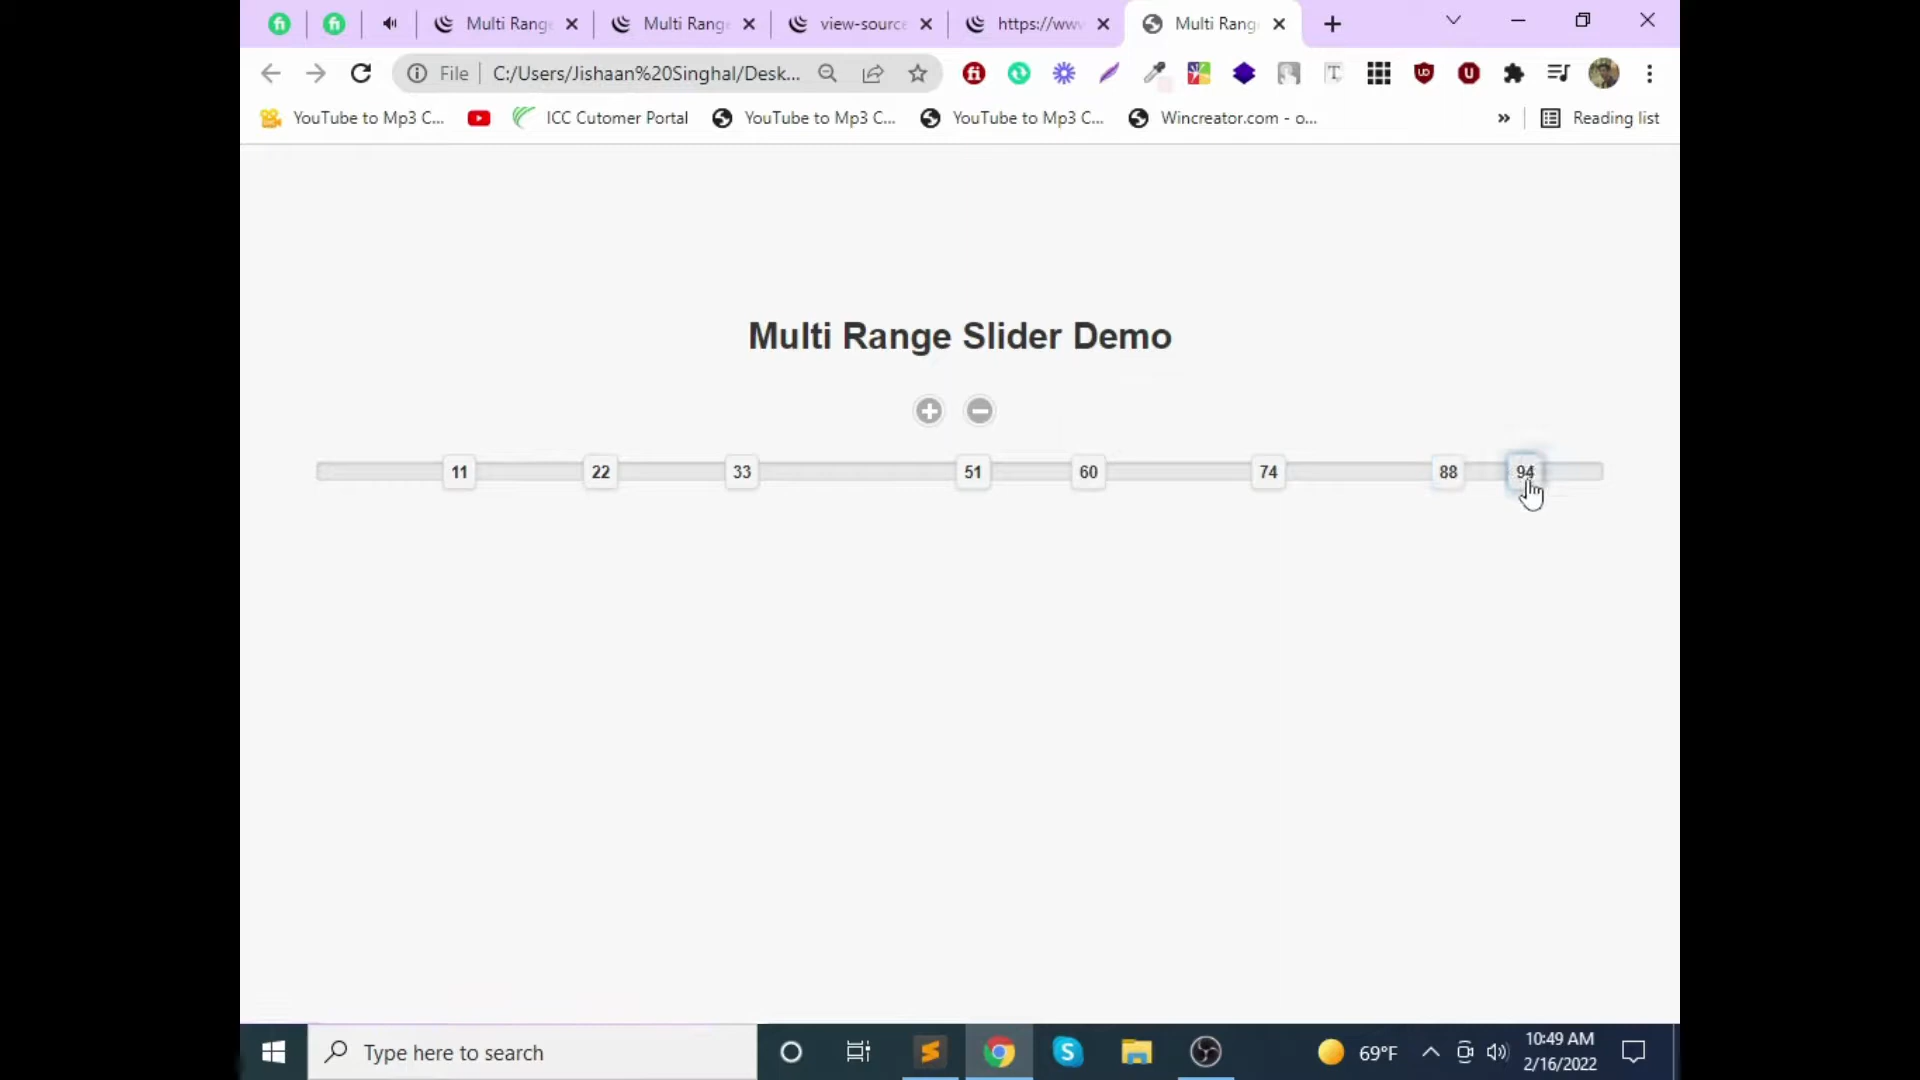 Multi Rang
Multi Rang
view-source
https://www
Multi Rang
File
C:/Users/Jishaan%20Singhal/Desk...
YouTube to Mp3 C...
ICC Cutomer Portal
YouTube to Mp3 C...
YouTube to Mp3 C...
Wincreator.com - o...
»
Reading list
Multi Range Slider Demo
11 22 33 51 60 74 88 94
Type here to search
69°F
10:49 AM
2/16/2022